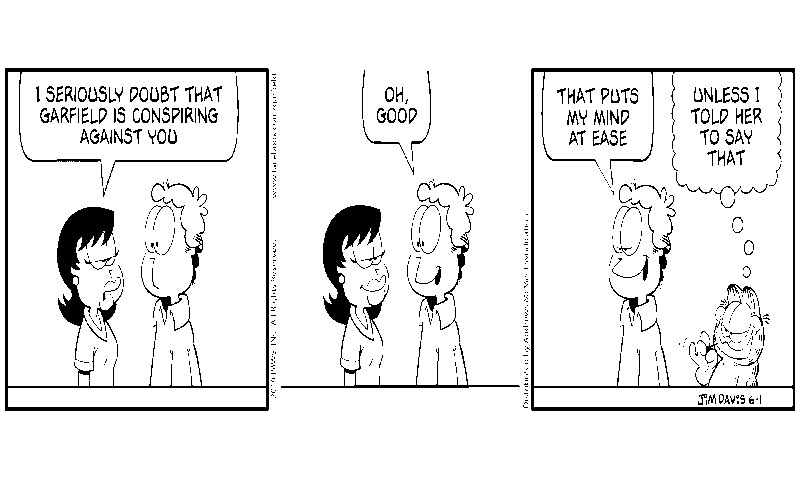 I SERIOUSLY DOUBT THAT
GARFIELD IS CONSPIRING
AGAINST YOU
OH,
GOOD
THAT PUTS
MY MIND
AT EASE
UNLESS I
TOLD HER
TO SAY
THAT
JIM DAVIS 6-1